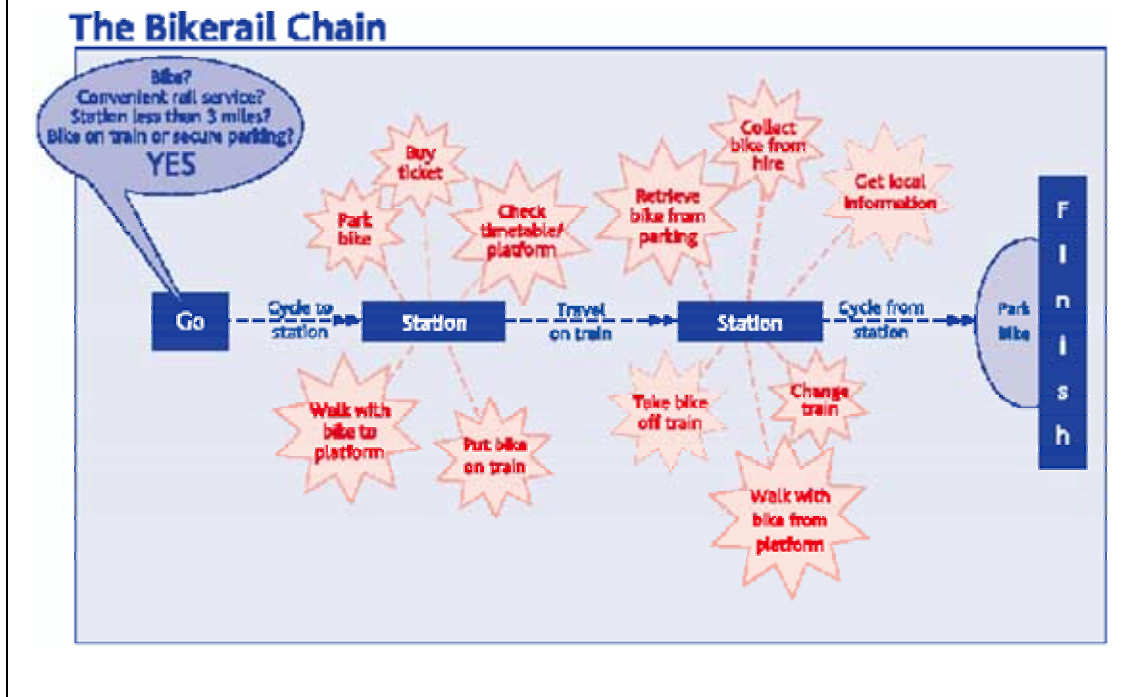 The Bikerail Chain
Bike?
Convenient rail service?
Station less than 3 miles?
Bike on train or secure parking?
YES
Go
Cycle to
station
Park
bike
Buy
ticket
Check
timetable/
platform
Station
Walk with
bike to
platform
Put bike
on train
Travel
on train
Retrieve
bike from
parking
Collect
bike from
hire
Get local
information
Station
Take bike
off train
Change
train
Walk with
bike from
platform
Cycle from
station
Park
Bike
F
i
n
i
s
h